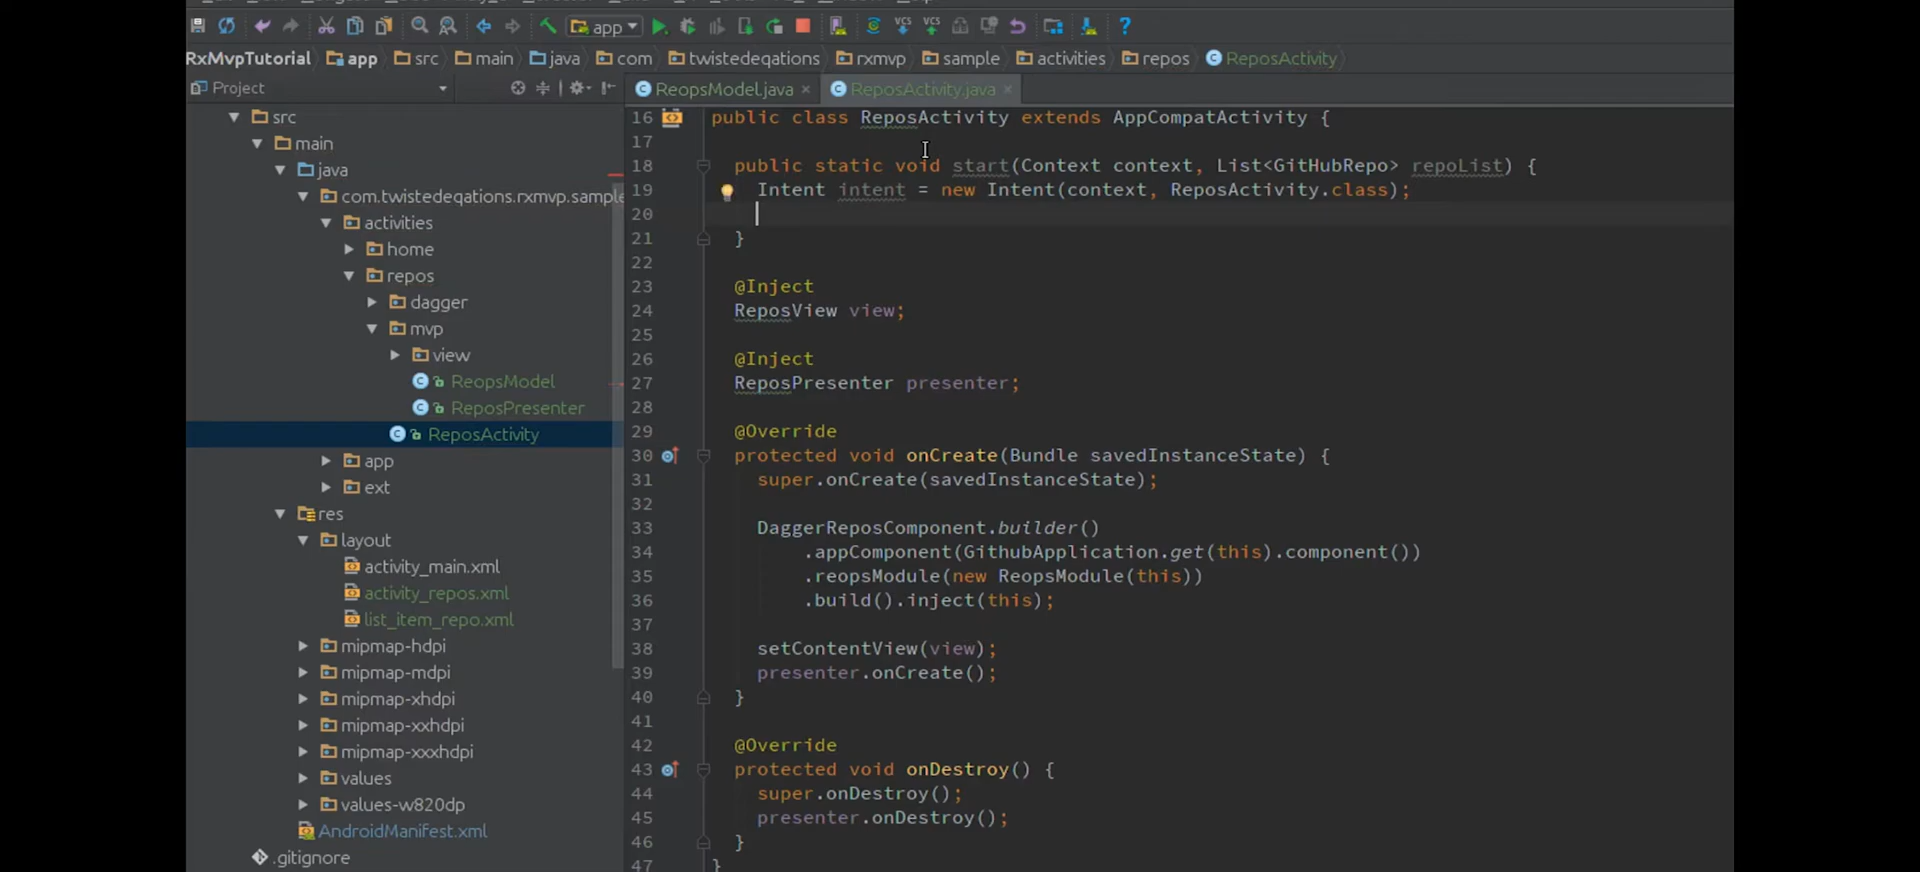 app
RxMvpTutorial app src main java com twistedeqations rxmvp sample activities repos ReposActivity
Project
ReopsModel.java × ReposActivity.java ×
src
main
java
com.twistedeqations.rxmvp.sample
activities
home
repos
dagger
mvp
view
ReopsModel
ReposPresenter
ReposActivity
app
ext
res
layout
activity_main.xml
activity_repos.xml
list_item_repo.xml
mipmap-hdpi
mipmap-mdpi
mipmap-xhdpi
mipmap-xxhdpi
mipmap-xxxhdpi
values
values-w820dp
AndroidManifest.xml
.gitignore
16 public class ReposActivity extends AppCompatActivity {
17
18 public static void start(Context context, List<GitHubRepo> repoList) {
19 Intent intent = new Intent(context, ReposActivity.class);
20
21 }
22
23 @Inject
24 ReposView view;
25
26 @Inject
27 ReposPresenter presenter;
28
29 @Override
30 protected void onCreate(Bundle savedInstanceState) {
31 super.onCreate(savedInstanceState);
32
33 DaggerReposComponent.builder()
34 .appComponent(GithubApplication.get(this).component())
35 .reopsModule(new ReopsModule(this))
36 .build().inject(this);
37
38 setContentView(view);
39 presenter.onCreate();
40 }
41
42 @Override
43 protected void onDestroy() {
44 super.onDestroy();
45 presenter.onDestroy();
46 }
47 }